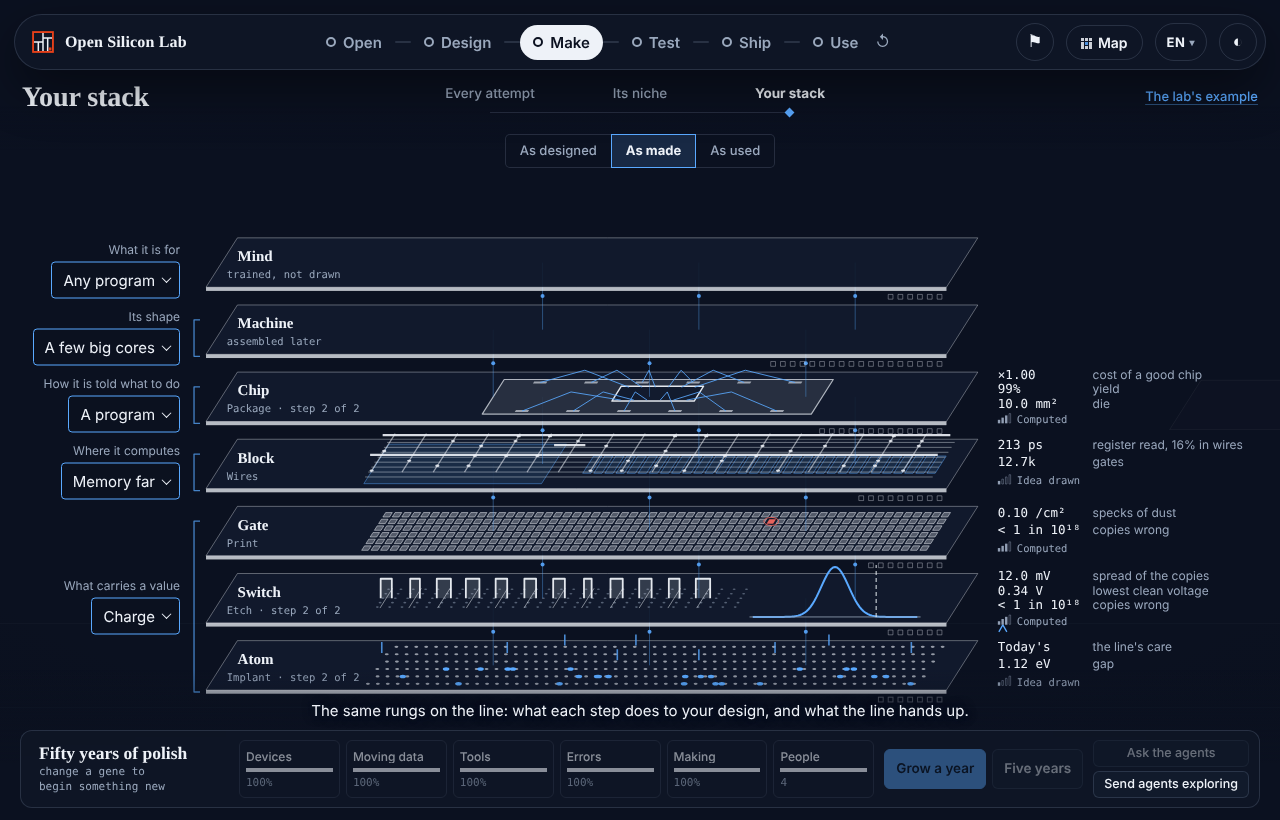 Open Silicon Lab
Open
Design
Make
Test
Ship
Use
Map
EN
Your stack
Every attempt
Its niche
Your stack
The lab's example
As designed
As made
As used
What it is for
Any program
Mind
trained, not drawn
Its shape
A few big cores
Machine
assembled later
How it is told what to do
A program
Chip
Package · step 2 of 2
×1.00 cost of a good chip
99% yield
10.0 mm² die
Computed
Where it computes
Memory far
Block
Wires
213 ps register read, 16% in wires
12.7k gates
Idea drawn
Gate
Print
0.10 /cm² specks of dust
< 1 in 10¹⁸ copies wrong
Computed
What carries a value
Charge
Switch
Etch · step 2 of 2
12.0 mV spread of the copies
0.34 V lowest clean voltage
< 1 in 10¹⁸ copies wrong
Computed
Atom
Implant · step 2 of 2
Today's the line's care
1.12 eV gap
Idea drawn
The same rungs on the line: what each step does to your design, and what the line hands up.
Fifty years of polish
change a gene to
begin something new
Devices
100%
Moving data
100%
Tools
100%
Errors
100%
Making
100%
People
4
Grow a year
Five years
Ask the agents
Send agents exploring